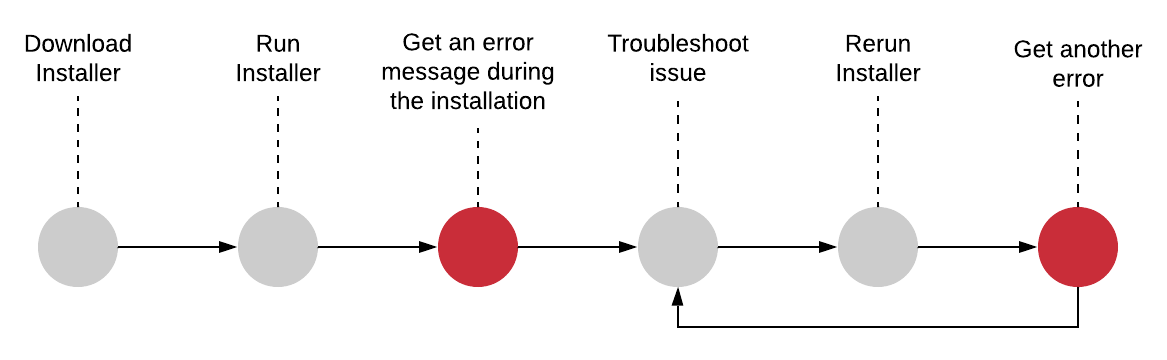 Download
Installer
Run
Installer
Get an error
message during
the installation
Troubleshoot
issue
Rerun
Installer
Get another
error